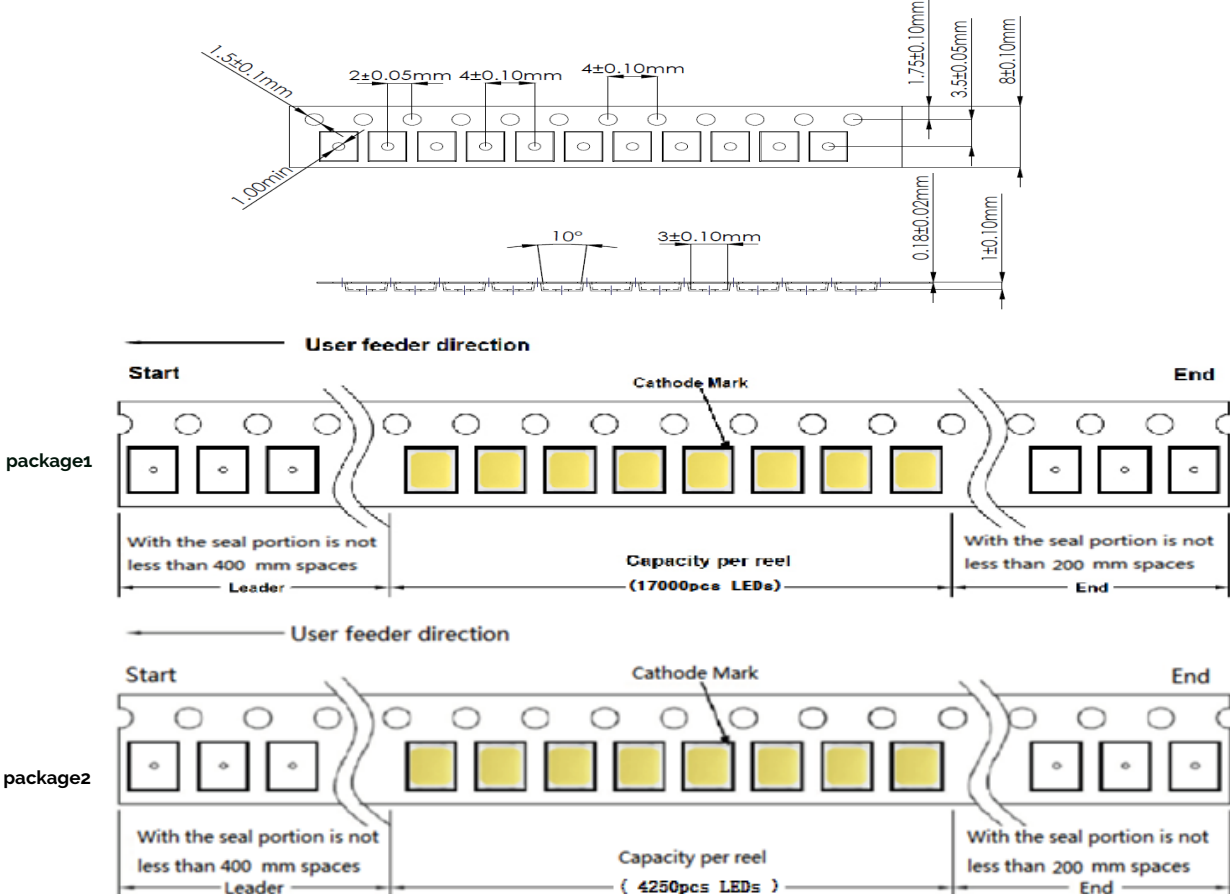 1.5±0.1mm
2±0.05mm
4±0.10mm
4±0.10mm
1.75±0.10mm
3.5±0.05mm
8±0.10mm
1.00min
10°
3±0.10mm
0.18±0.02mm
1±0.10mm
User feeder direction
Start
Cathode Mark
End
package1
With the seal portion is not
less than 400 mm spaces
Leader
Capacity per reel
(17000pcs LEDs)
With the seal portion is not
less than 200 mm spaces
End
User feeder direction
Start
Cathode Mark
End
package2
With the seal portion is not
less than 400 mm spaces
Leader
Capacity per reel
( 4250pcs LEDs )
With the seal portion is not
less than 200 mm spaces
End